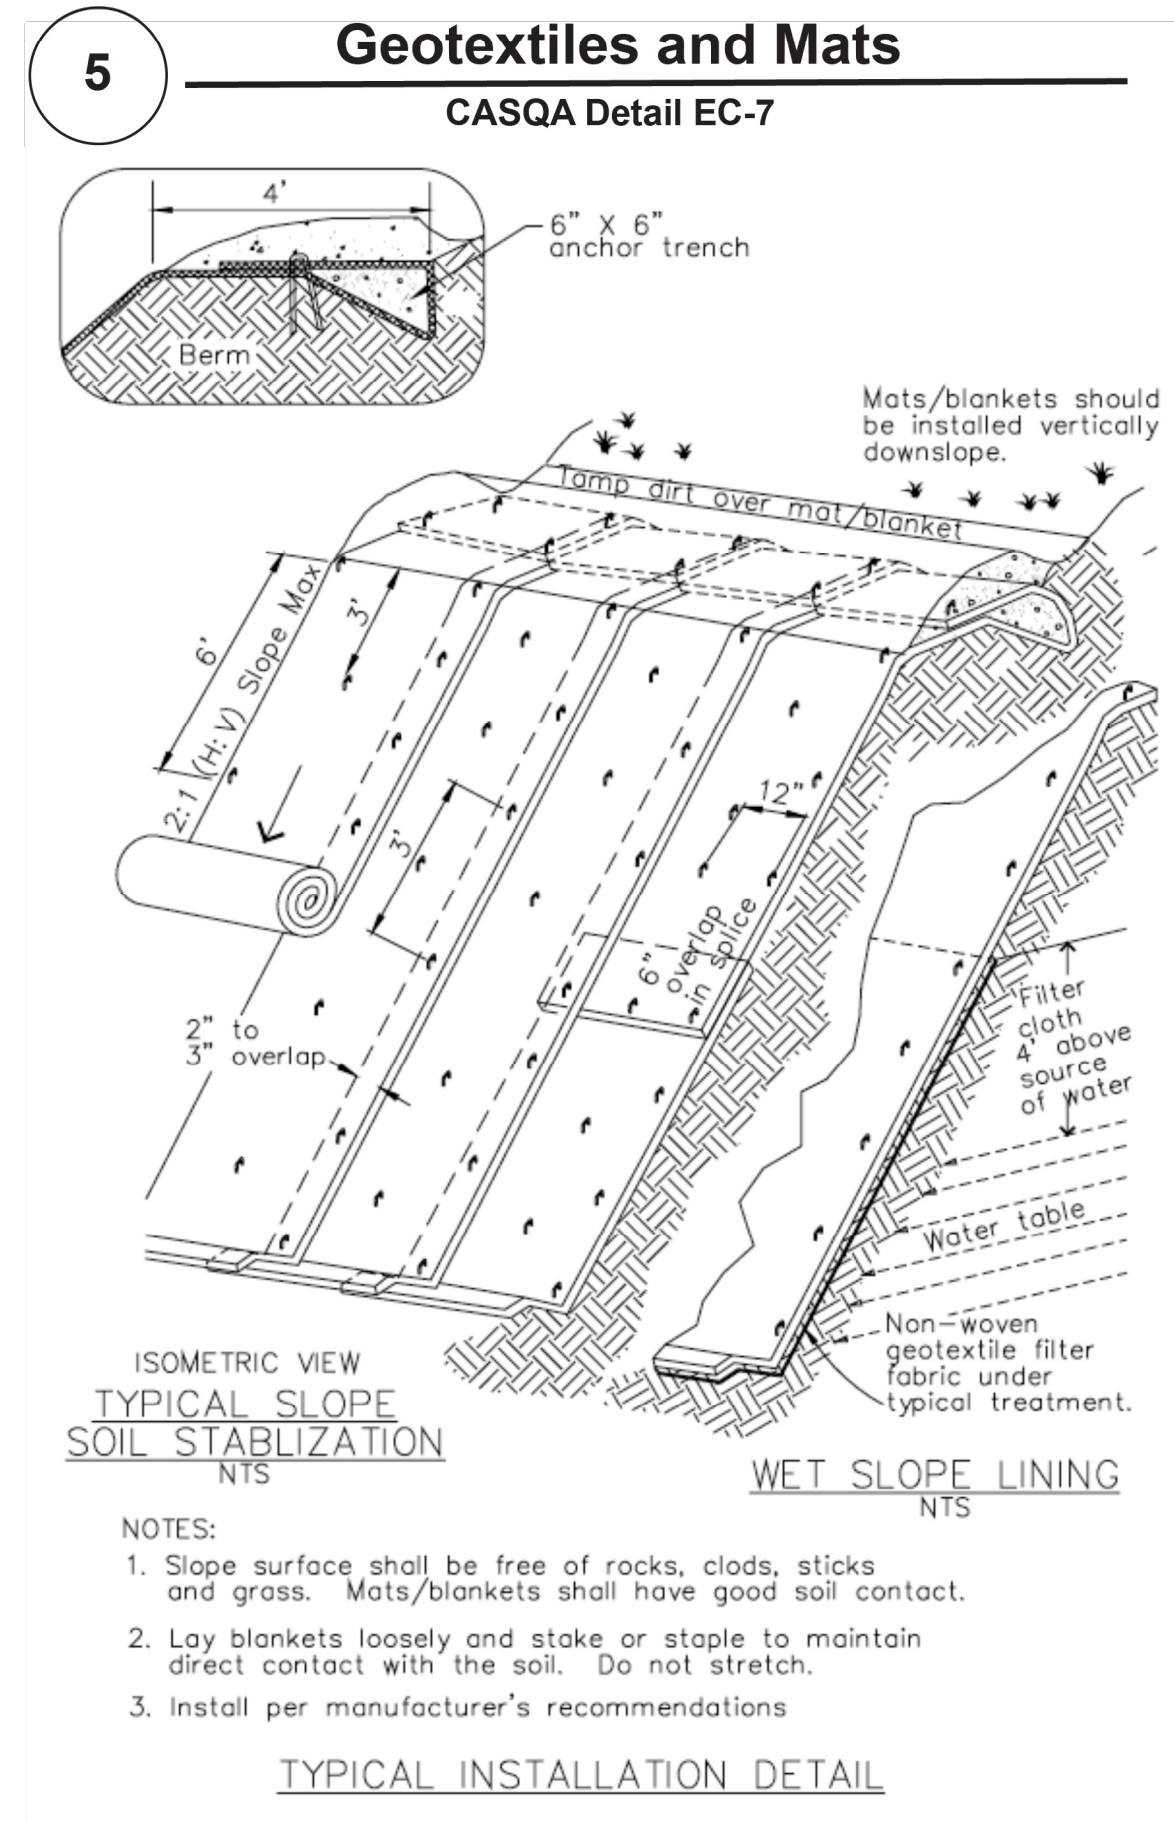 5
Geotextiles and Mats
CASQA Detail EC-7
4'
6" X 6"
anchor trench
Berm
Mats/blankets should
be installed vertically
downslope.
Tamp dirt over mat/blanket
6'
2:1 (H:V) Slope Max
3'
3'
12"
6"
overlap
in splice
2" to
3" overlap
Filter
cloth
4' above
source
of water
Water table
Non-woven
geotextile filter
fabric under
typical treatment.
ISOMETRIC VIEW
TYPICAL SLOPE
SOIL STABLIZATION
NTS
WET SLOPE LINING
NTS
NOTES:
1. Slope surface shall be free of rocks, clods, sticks
and grass. Mats/blankets shall have good soil contact.
2. Lay blankets loosely and stake or staple to maintain
direct contact with the soil. Do not stretch.
3. Install per manufacturer's recommendations
TYPICAL INSTALLATION DETAIL